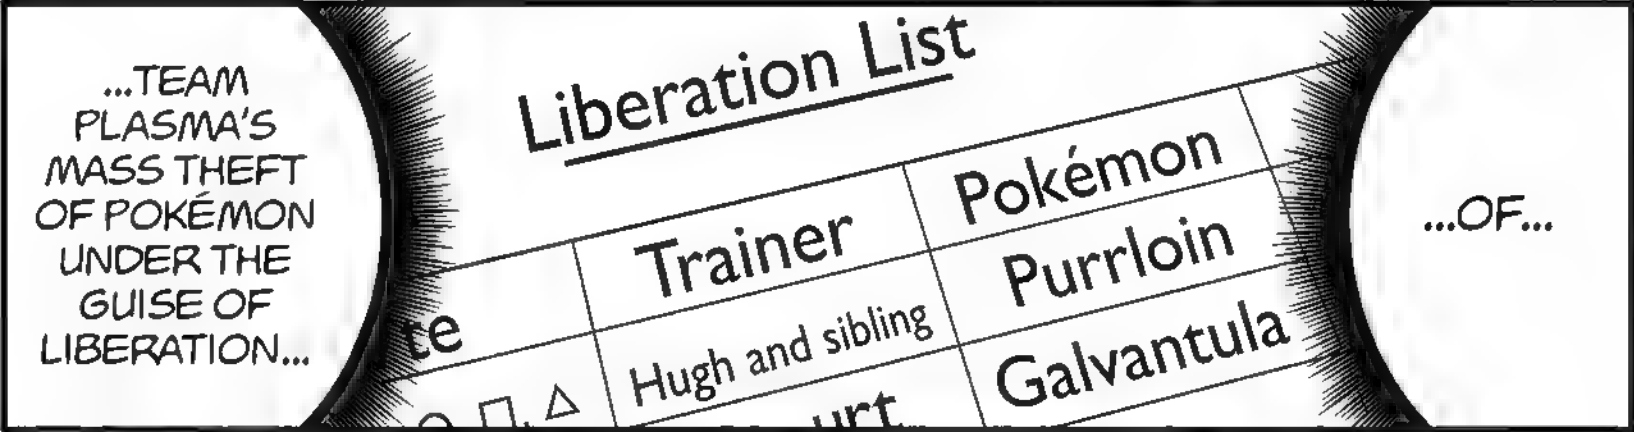 ...TEAM
PLASMA'S
MASS THEFT
OF POKÉMON
UNDER THE
GUISE OF
LIBERATION...
Liberation List
Trainer Pokémon
Hugh and sibling Purrloin
Galvantula
...OF...